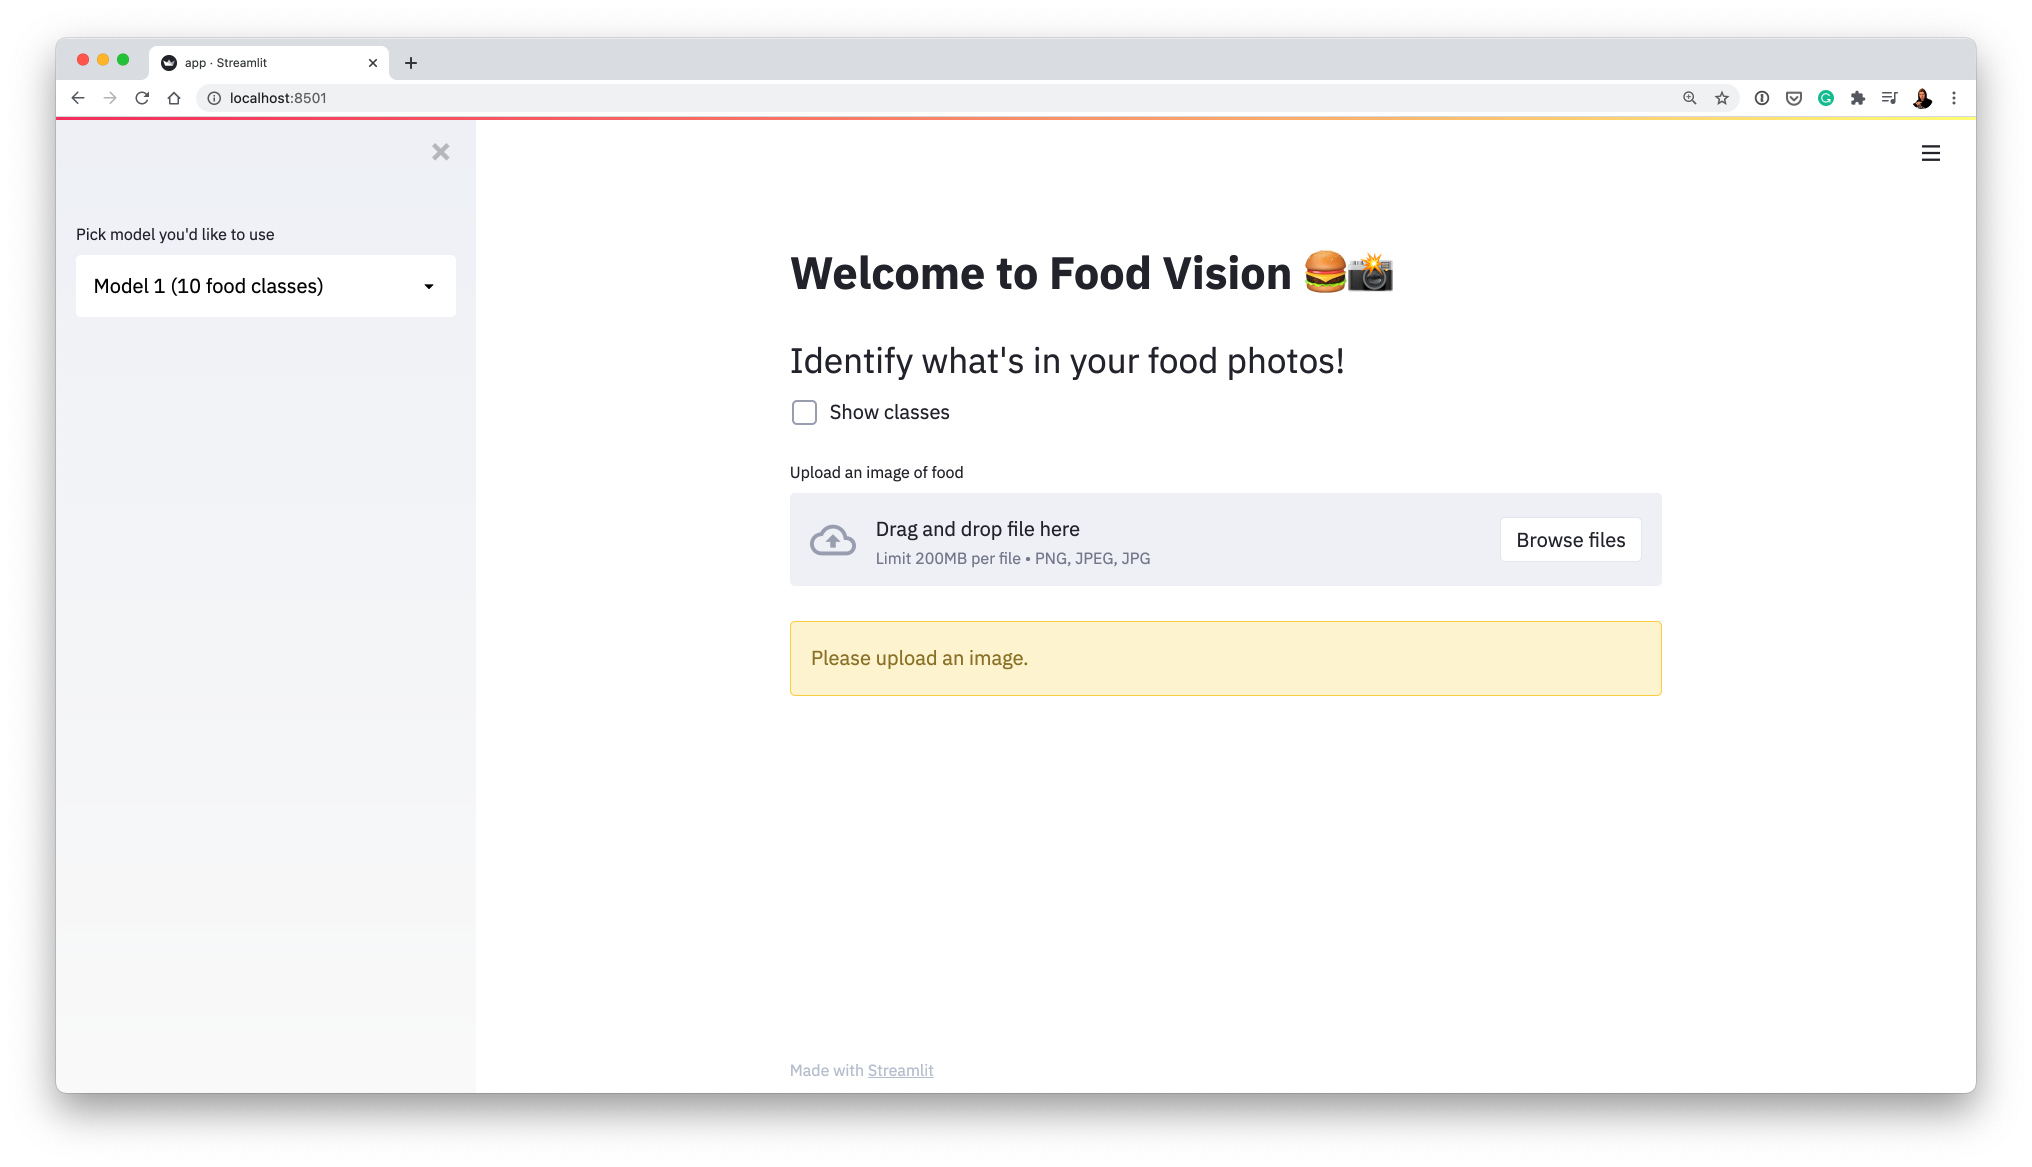 app · Streamlit
localhost:8501
Pick model you'd like to use
Model 1 (10 food classes)
Welcome to Food Vision 🍔📸
Identify what's in your food photos!
Show classes
Upload an image of food
Drag and drop file here
Limit 200MB per file • PNG, JPEG, JPG
Browse files
Please upload an image.
Made with Streamlit